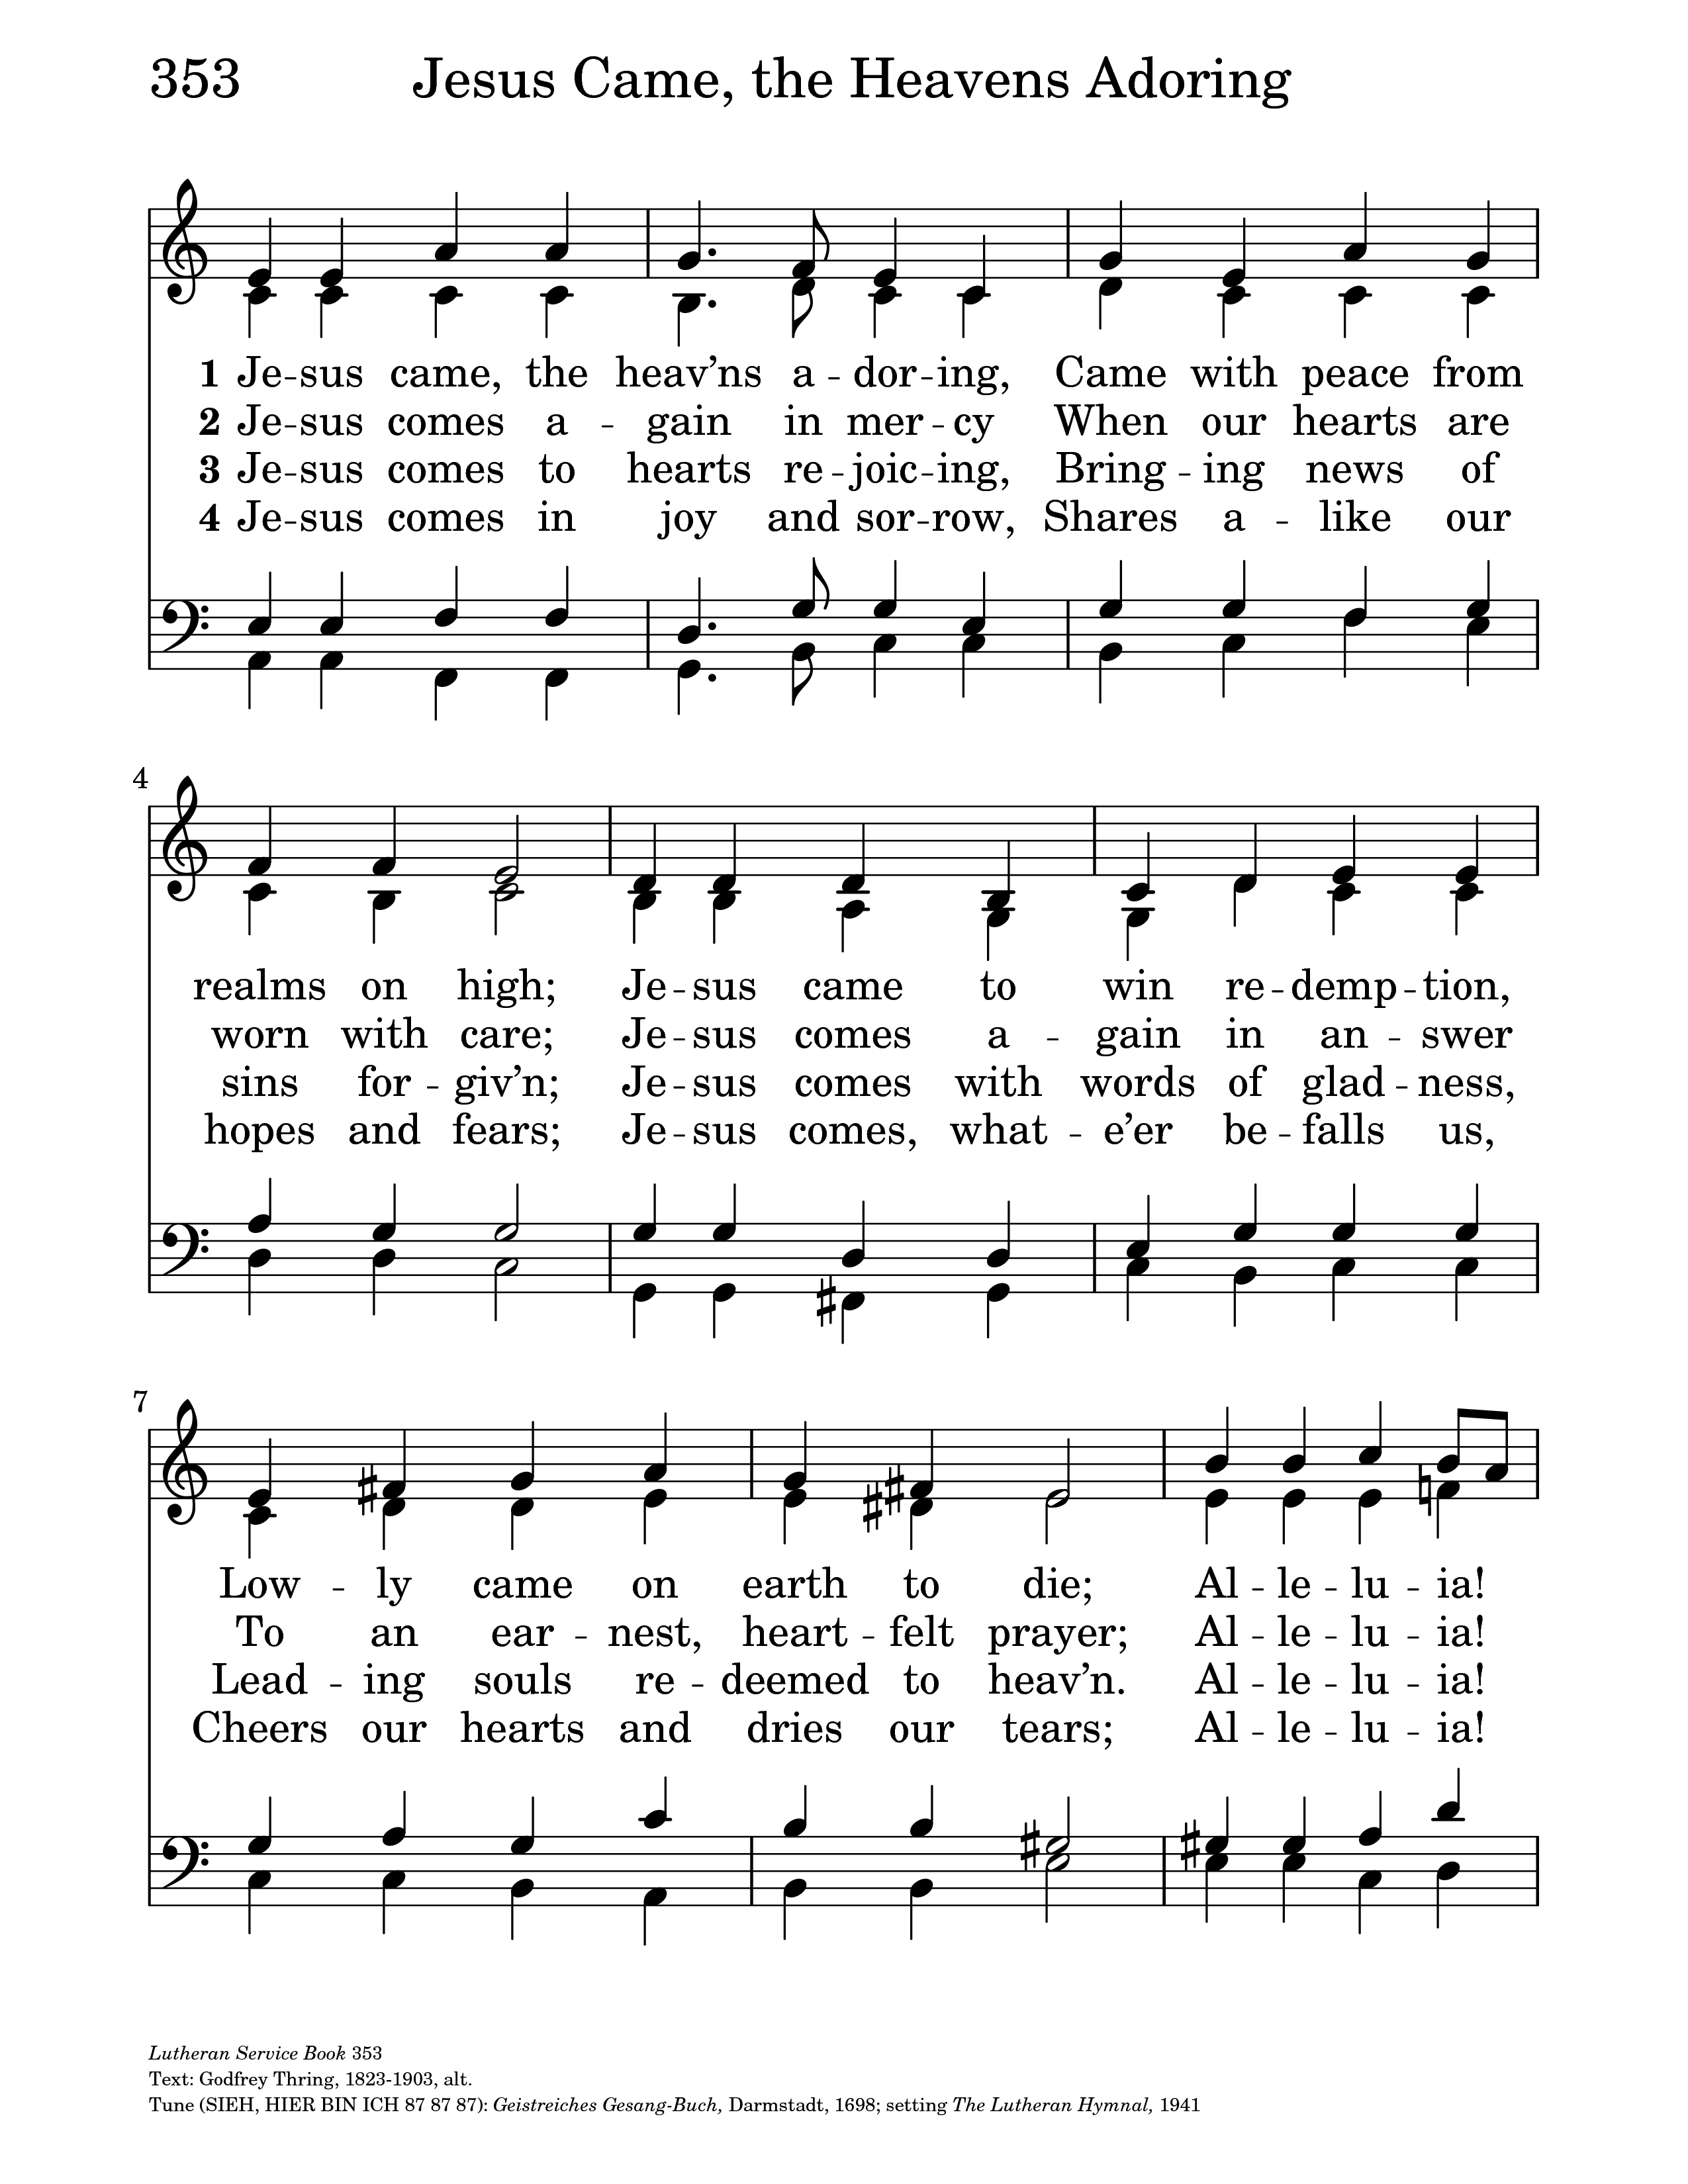 353 Jesus Came, the Heavens Adoring
1 Je -- sus came, the heav’ns a -- dor -- ing, Came with peace from
2 Je -- sus comes a -- gain in mer -- cy When our hearts are
3 Je -- sus comes to hearts re -- joic -- ing, Bring -- ing news of
4 Je -- sus comes in joy and sor -- row, Shares a -- like our
4
realms on high; Je -- sus came to win re -- demp -- tion,
worn with care; Je -- sus comes a -- gain in an -- swer
sins for -- giv’n; Je -- sus comes with words of glad -- ness,
hopes and fears; Je -- sus comes, what -- e’er be -- falls us,
7
Low -- ly came on earth to die; Al -- le -- lu -- ia!
To an ear -- nest, heart -- felt prayer; Al -- le -- lu -- ia!
Lead -- ing souls re -- deemed to heav’n. Al -- le -- lu -- ia!
Cheers our hearts and dries our tears; Al -- le -- lu -- ia!
Lutheran Service Book 353
Text: Godfrey Thring, 1823-1903, alt.
Tune (SIEH, HIER BIN ICH 87 87 87): Geistreiches Gesang-Buch, Darmstadt, 1698; setting The Lutheran Hymnal, 1941